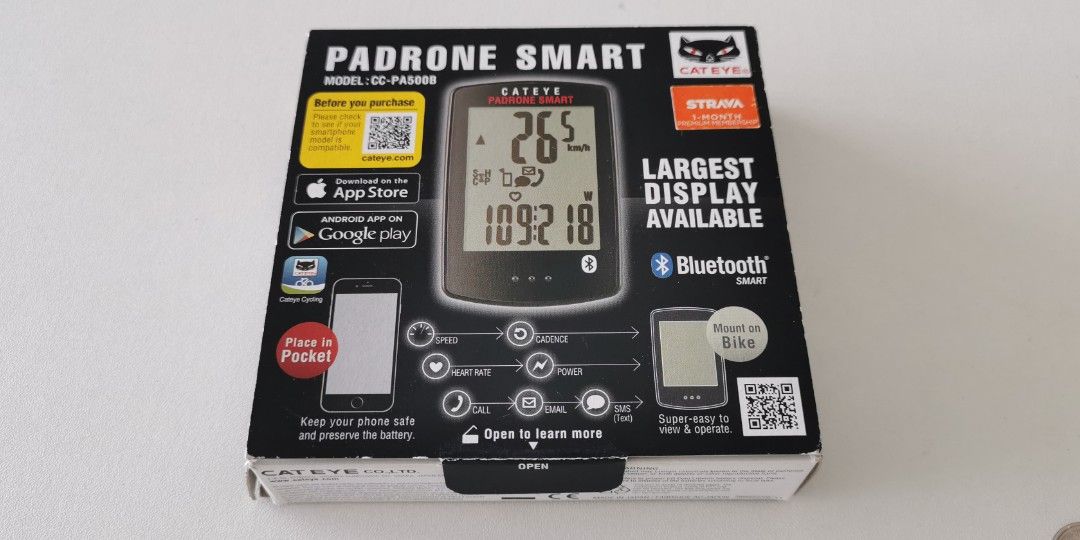 PADRONE SMART
MODEL: CC-PA500B
CAT EYE
STRAVA
1-MONTH
PREMIUM MEMBERSHIP
Before you purchase
Please check
to see if your
smartphone
model is
compatible.
cateye.com
Download on the
App Store
ANDROID APP ON
Google play
Cateye Cycling
CATEYE
PADRONE SMART
26 5
km/h
W
109:218
LARGEST
DISPLAY
AVAILABLE
Bluetooth®
SMART
Place in
Pocket
SPEED
CADENCE
HEART RATE
POWER
CALL
EMAIL
SMS
(Text)
Mount on
Bike
Keep your phone safe
and preserve the battery.
Super-easy to
view & operate.
Open to learn more
OPEN
CATEYE CO.,LTD.
www.cateye.com
CE